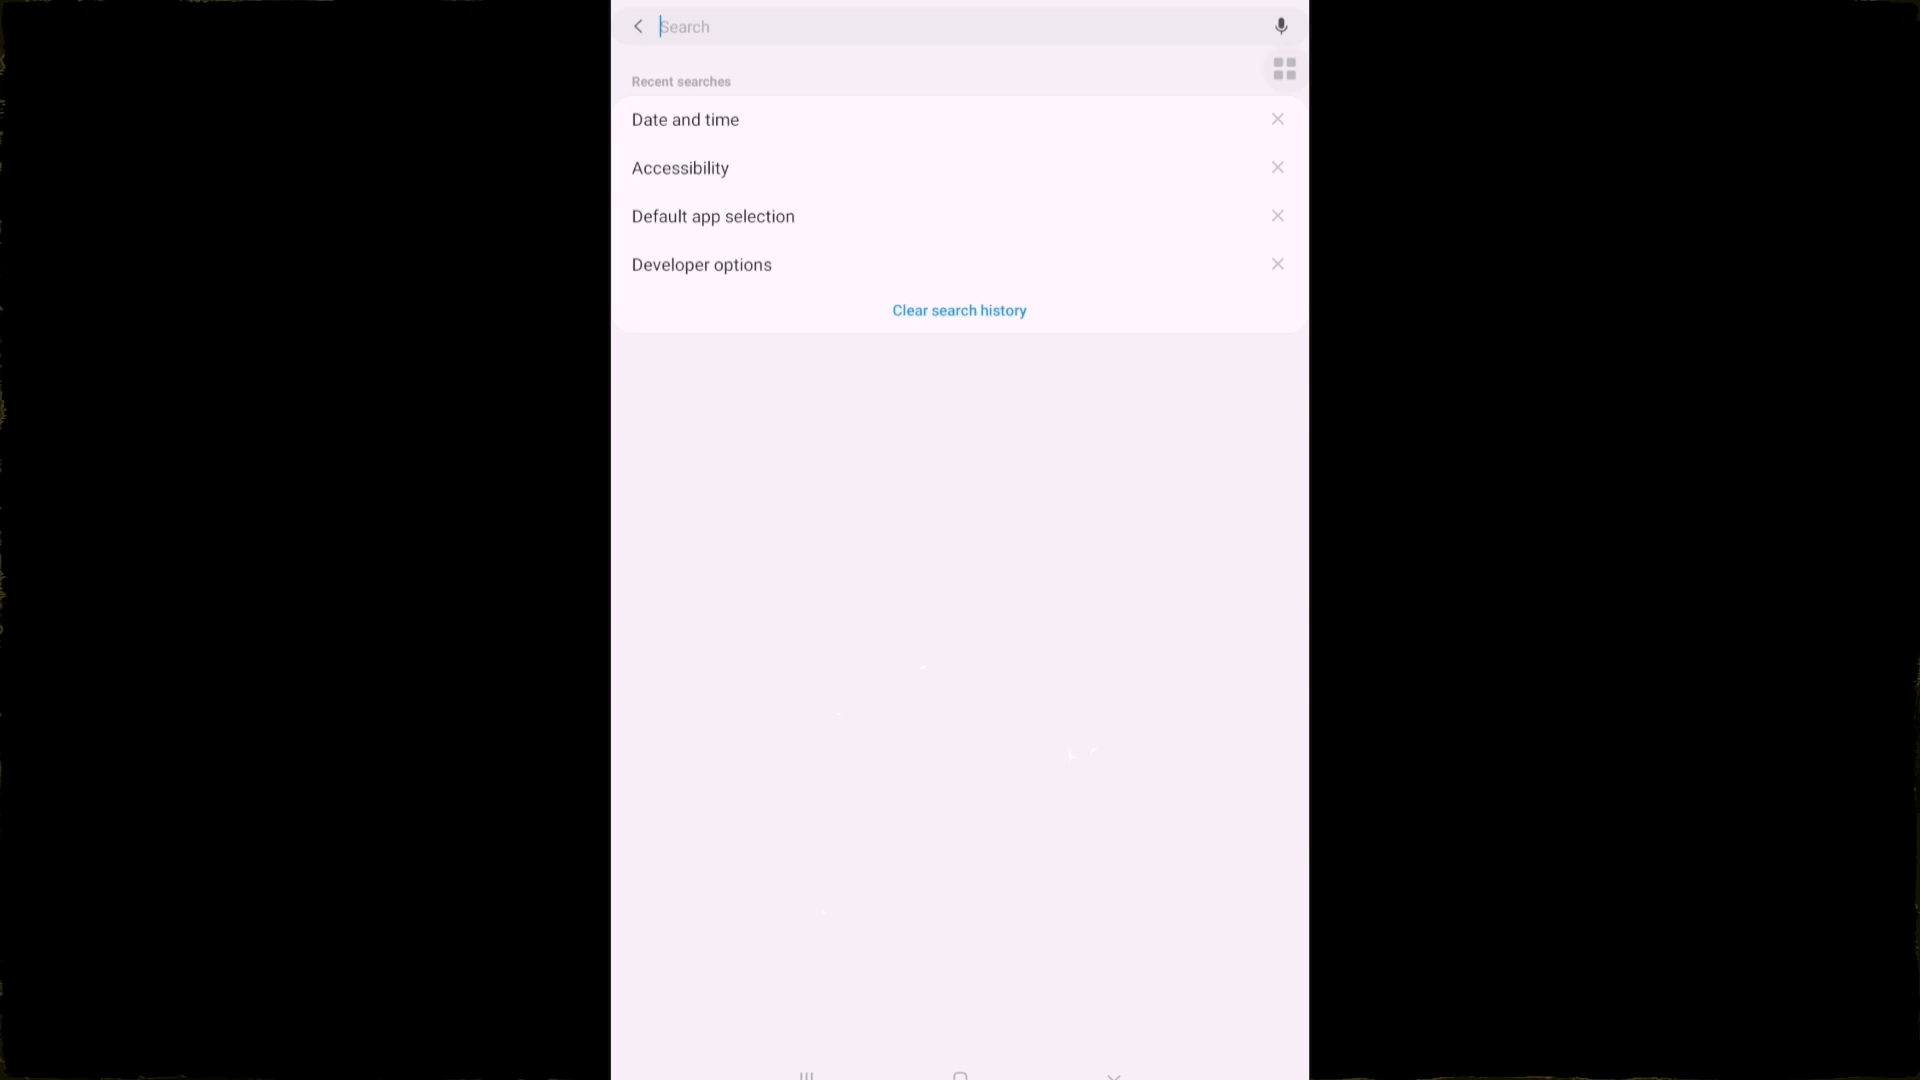 Search
Recent searches
Date and time
Accessibility
Default app selection
Developer options
Clear search history